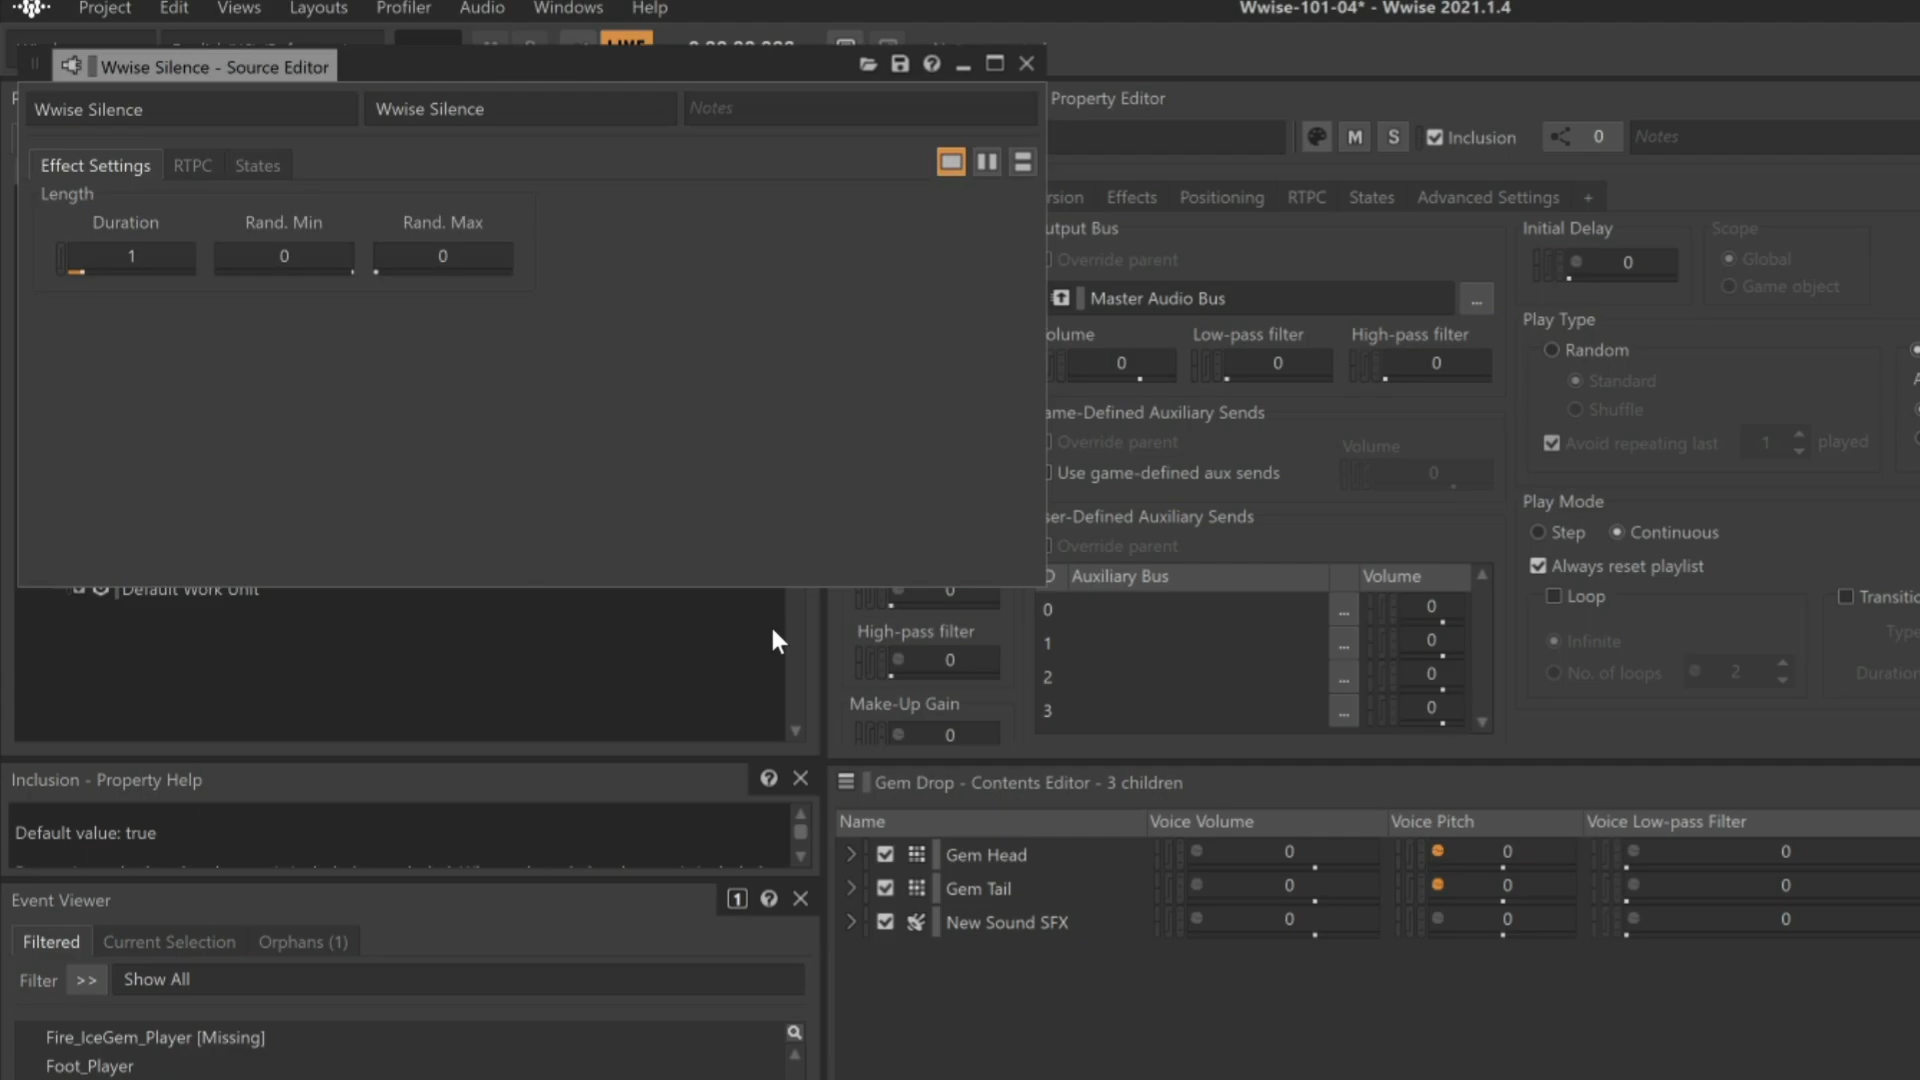 Project Edit Views Layouts Profiler Audio Windows Help Wwise-101-04* - Wwise 2021.1.4
Wwise Silence - Source Editor
Wwise Silence Wwise Silence Notes
Effect Settings RTPC States
Length
Duration Rand. Min Rand. Max
1 0 0
Default Work Unit
Property Editor
M S Inclusion 0 Notes
Effects Positioning RTPC States Advanced Settings +
Override parent
Master Audio Bus ...
Low-pass filter High-pass filter
0 0 0
Auxiliary Sends
Override parent Volume
Use game-defined aux sends 0
Auxiliary Sends
Override parent
Auxiliary Bus Volume
0 ... 0
1 ... 0
2 ... 0
3 ... 0
0
High-pass filter
0
Make-Up Gain
0
Initial Delay
0
Scope
Global
Game object
Play Type
Random
Standard
Shuffle
Avoid repeating last 1 played
Play Mode
Step Continuous
Always reset playlist
Loop
Infinite
No. of loops 2
Inclusion - Property Help
Default value: true
Event Viewer 1
Filtered Current Selection Orphans (1)
Filter >> Show All
Fire_IceGem_Player [Missing]
Foot_Player
Gem Drop - Contents Editor - 3 children
Name Voice Volume Voice Pitch Voice Low-pass Filter
Gem Head 0 0 0
Gem Tail 0 0 0
New Sound SFX 0 0 0